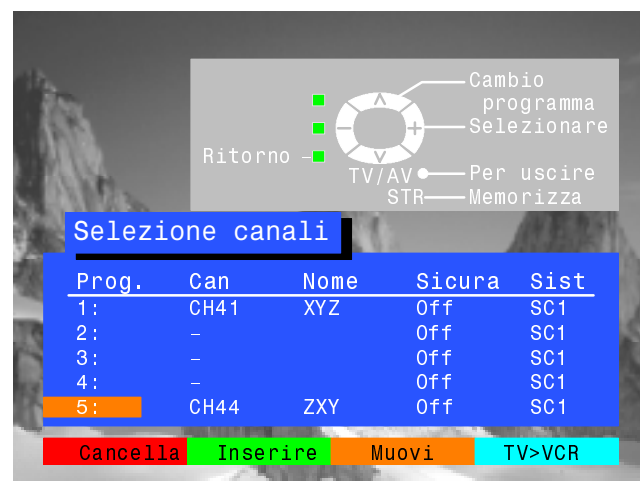 Cambio
programma
Selezionare
Ritorno
TV/AV Per uscire
STR Memorizza
Selezione canali
Prog. Can Nome Sicura Sist
1: CH41 XYZ Off SC1
2: – Off SC1
3: – Off SC1
4: – Off SC1
5: CH44 ZXY Off SC1
Cancella Inserire Muovi TV>VCR